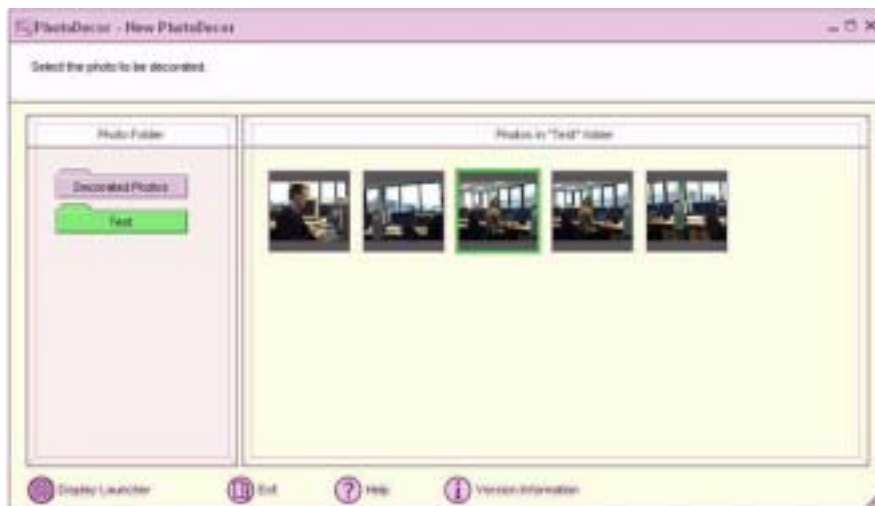 PhotoDecor - New PhotoDecor
Select the photo to be decorated.
Photo Folder
Photos in "Test" folder
Decorated Photos
Test
Display Launcher
Exit
Help
Version Information